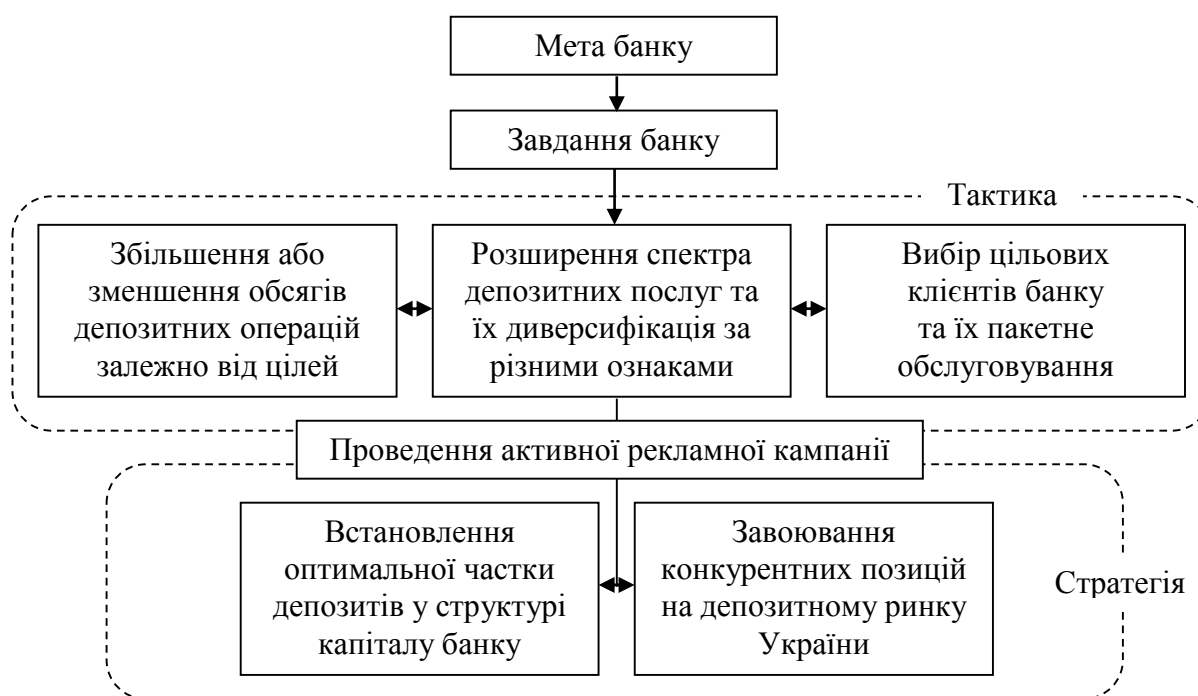 Мета банку
Завдання банку
Тактика
Збільшення або
зменшення обсягів
депозитних операцій
залежно від цілей
Розширення спектра
депозитних послуг та
їх диверсифікація за
різними ознаками
Вибір цільових
клієнтів банку
та їх пакетне
обслуговування
Проведення активної рекламної кампанії
Встановлення
оптимальної частки
депозитів у структурі
капіталу банку
Завоювання
конкурентних позицій
на депозитному ринку
України
Стратегія